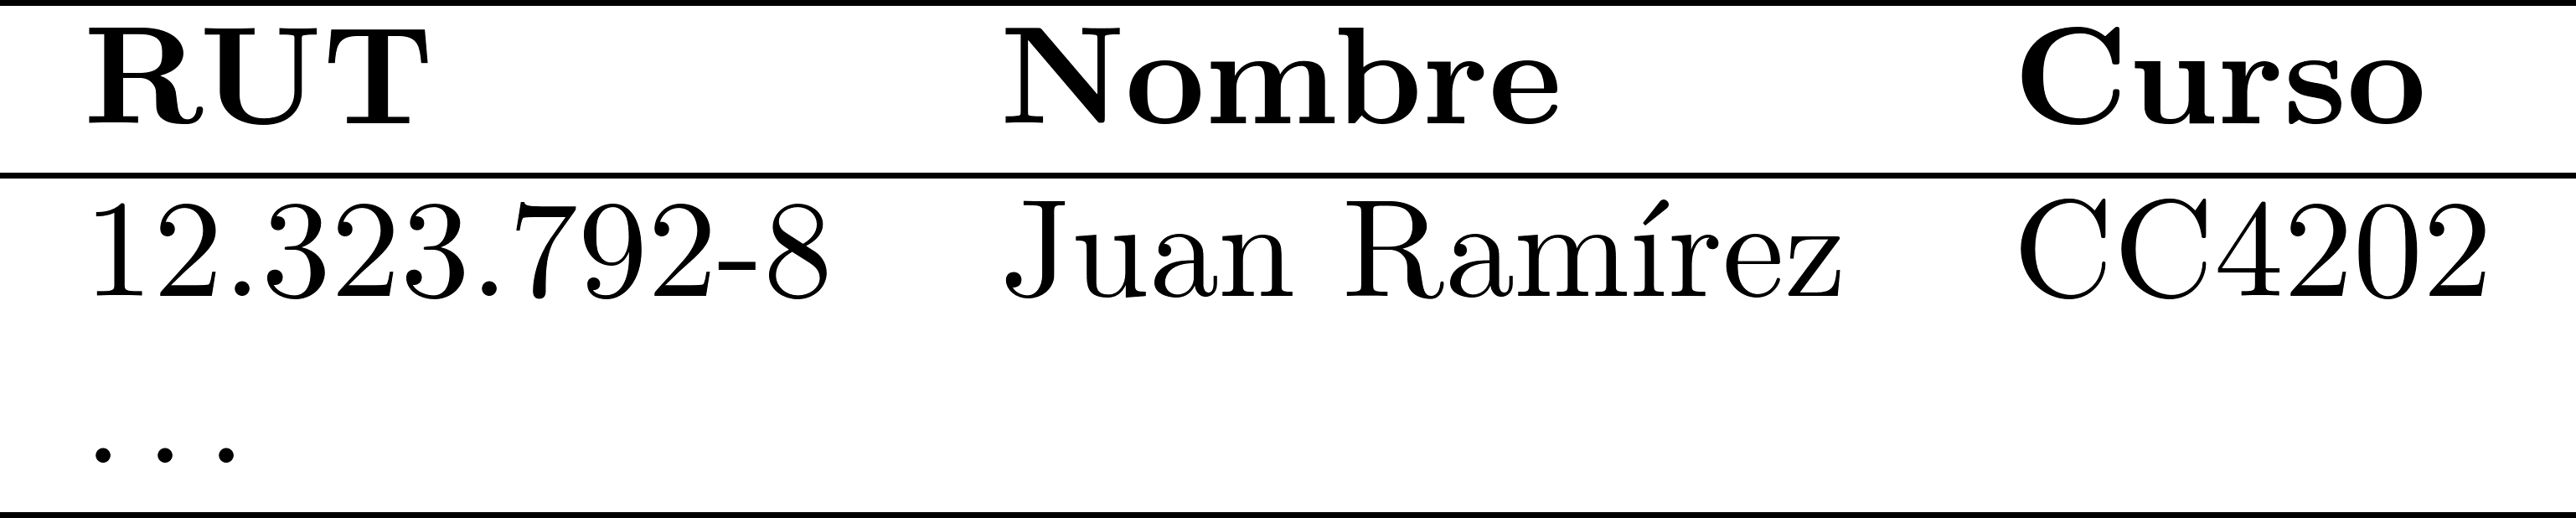 RUT Nombre Curso
12.323.792-8 Juan Ramírez CC4202
...